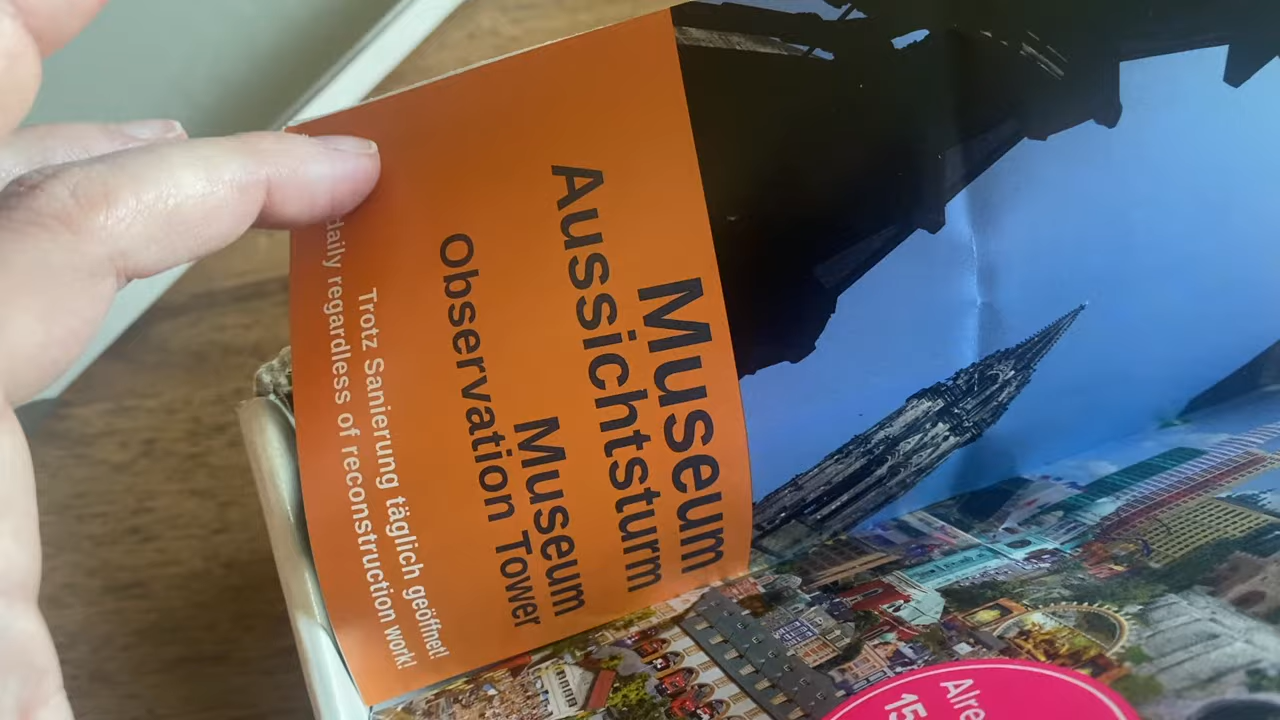 Museum
Aussichtsturm
Museum
Observation Tower
Trotz Sanierung täglich geöffnet!
daily regardless of reconstruction work!